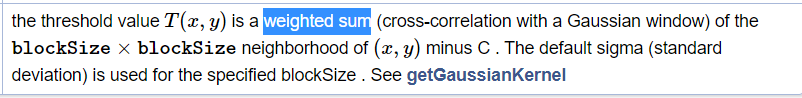 the threshold value T(x, y) is a weighted sum (cross-correlation with a Gaussian window) of the
blockSize × blockSize neighborhood of (x, y) minus C . The default sigma (standard
deviation) is used for the specified blockSize . See getGaussianKernel